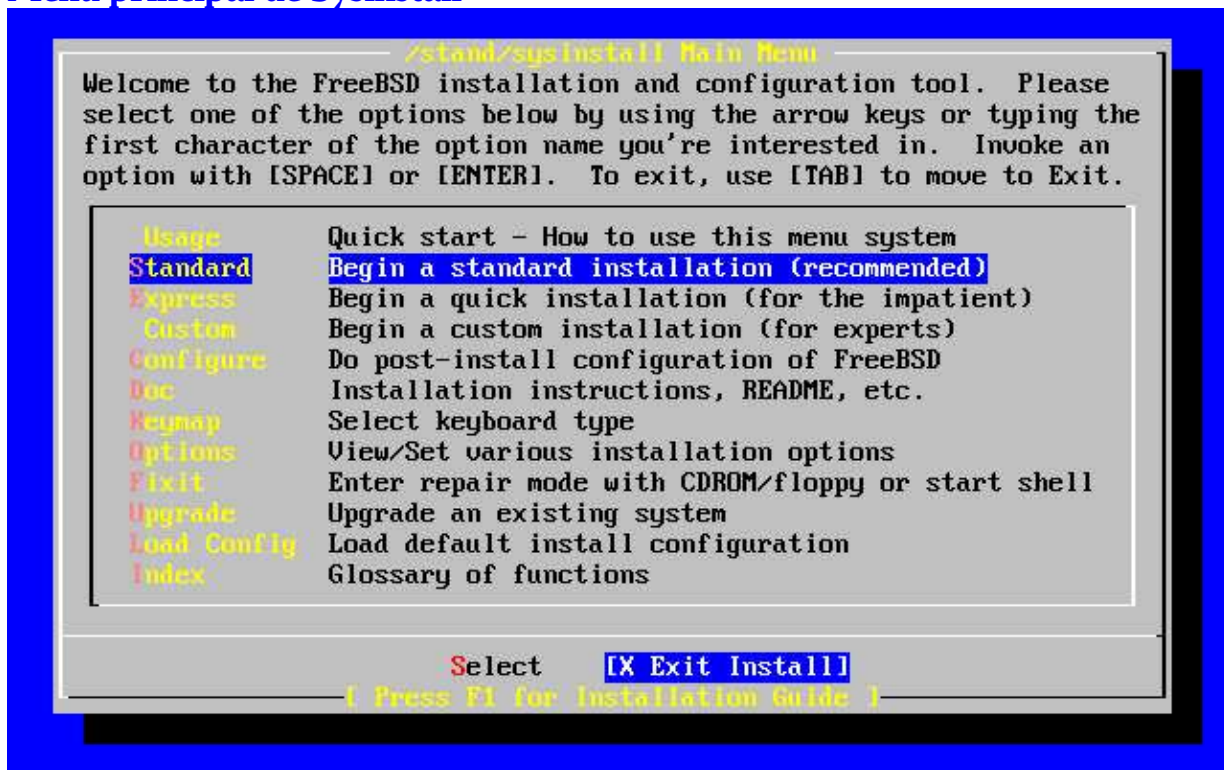 /stand/sysinstall Main Menu
Welcome to the FreeBSD installation and configuration tool. Please
select one of the options below by using the arrow keys or typing the
first character of the option name you're interested in. Invoke an
option with [SPACE] or [ENTER]. To exit, use [TAB] to move to Exit.
Usage Quick start - How to use this menu system
Standard Begin a standard installation (recommended)
Express Begin a quick installation (for the impatient)
Custom Begin a custom installation (for experts)
Configure Do post-install configuration of FreeBSD
Doc Installation instructions, README, etc.
Keymap Select keyboard type
Options View/Set various installation options
Fixit Enter repair mode with CDROM/floppy or start shell
Upgrade Upgrade an existing system
Load Config Load default install configuration
Index Glossary of functions
Select [X Exit Install]
[ Press F1 for Installation Guide ]